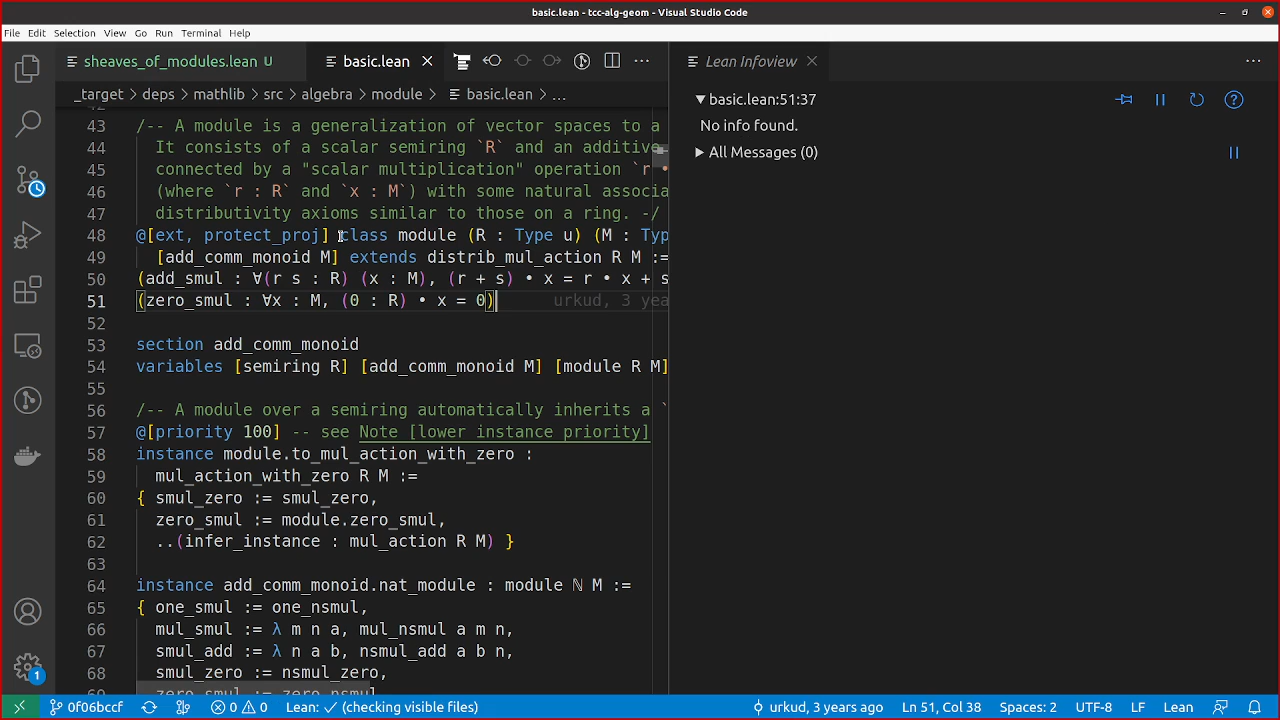 basic.lean - tcc-alg-geom - Visual Studio Code
File Edit Selection View Go Run Terminal Help
sheaves_of_modules.lean U
basic.lean
Lean Infoview
_target > deps > mathlib > src > algebra > module > basic.lean > ...
basic.lean:51:37
No info found.
All Messages (0)
43 /-- A module is a generalization of vector spaces to a
44 It consists of a scalar semiring `R` and an additive
45 connected by a "scalar multiplication" operation `r •
46 (where `r : R` and `x : M`) with some natural associa
47 distributivity axioms similar to those on a ring. -/
48 @[ext, protect_proj] class module (R : Type u) (M : Typ
49 [add_comm_monoid M] extends distrib_mul_action R M :=
50 (add_smul : ∀(r s : R) (x : M), (r + s) • x = r • x + s
51 (zero_smul : ∀x : M, (0 : R) • x = 0) urkud, 3 yea
52
53 section add_comm_monoid
54 variables [semiring R] [add_comm_monoid M] [module R M]
55
56 /-- A module over a semiring automatically inherits a `
57 @[priority 100] -- see Note [lower instance priority]
58 instance module.to_mul_action_with_zero :
59 mul_action_with_zero R M :=
60 { smul_zero := smul_zero,
61 zero_smul := module.zero_smul,
62 ..(infer_instance : mul_action R M) }
63
64 instance add_comm_monoid.nat_module : module ℕ M :=
65 { one_smul := one_nsmul,
66 mul_smul := λ m n a, mul_nsmul a m n,
67 smul_add := λ n a b, nsmul_add a b n,
68 smul_zero := nsmul_zero,
69 zero_smul := zero_nsmul
1
0f06bccf 0 0 Lean: ✓ (checking visible files) urkud, 3 years ago Ln 51, Col 38 Spaces: 2 UTF-8 LF Lean